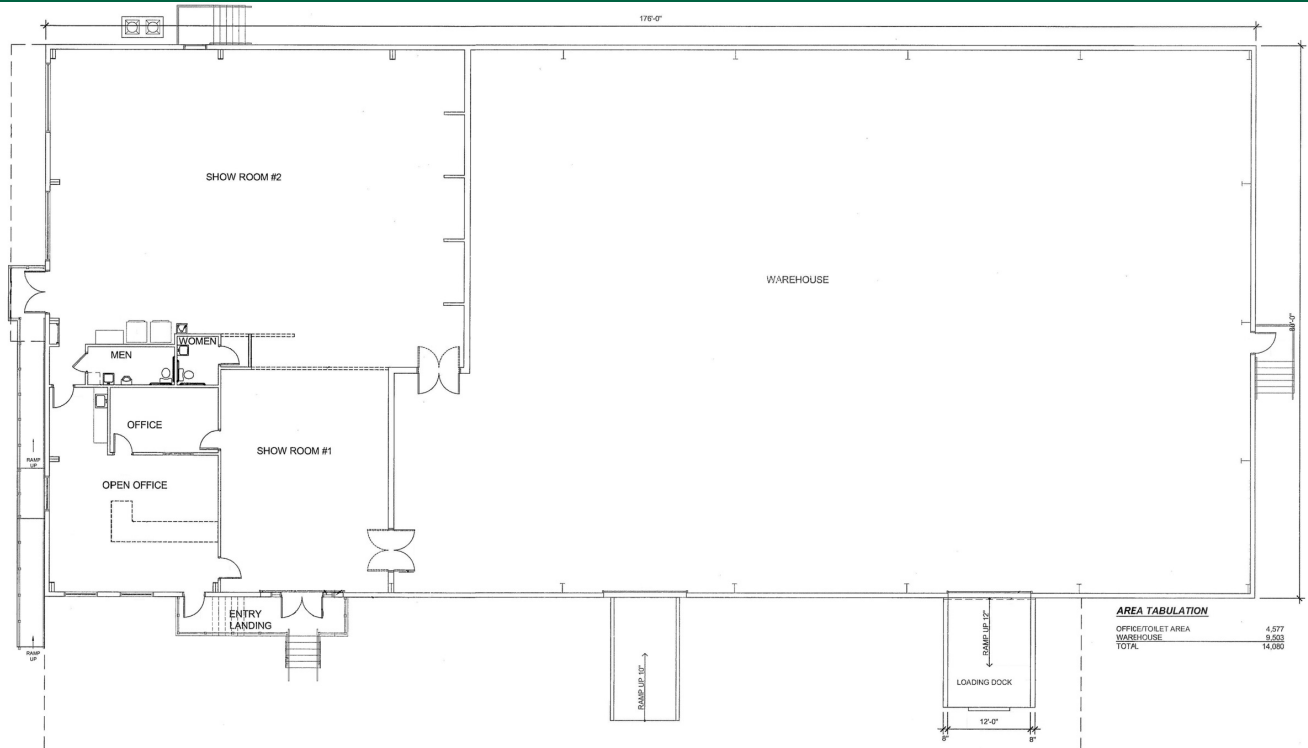 176'-0"
SHOW ROOM #2
WAREHOUSE
80'-0"
WOMEN
MEN
OFFICE
SHOW ROOM #1
RAMP
UP
OPEN OFFICE
ENTRY
LANDING
RAMP
UP
RAMP UP 10"
RAMP UP 12"
LOADING DOCK
12'-0"
8"
8"
AREA TABULATION
OFFICE/TOILET AREA 4,577
WAREHOUSE 9,503
TOTAL 14,080